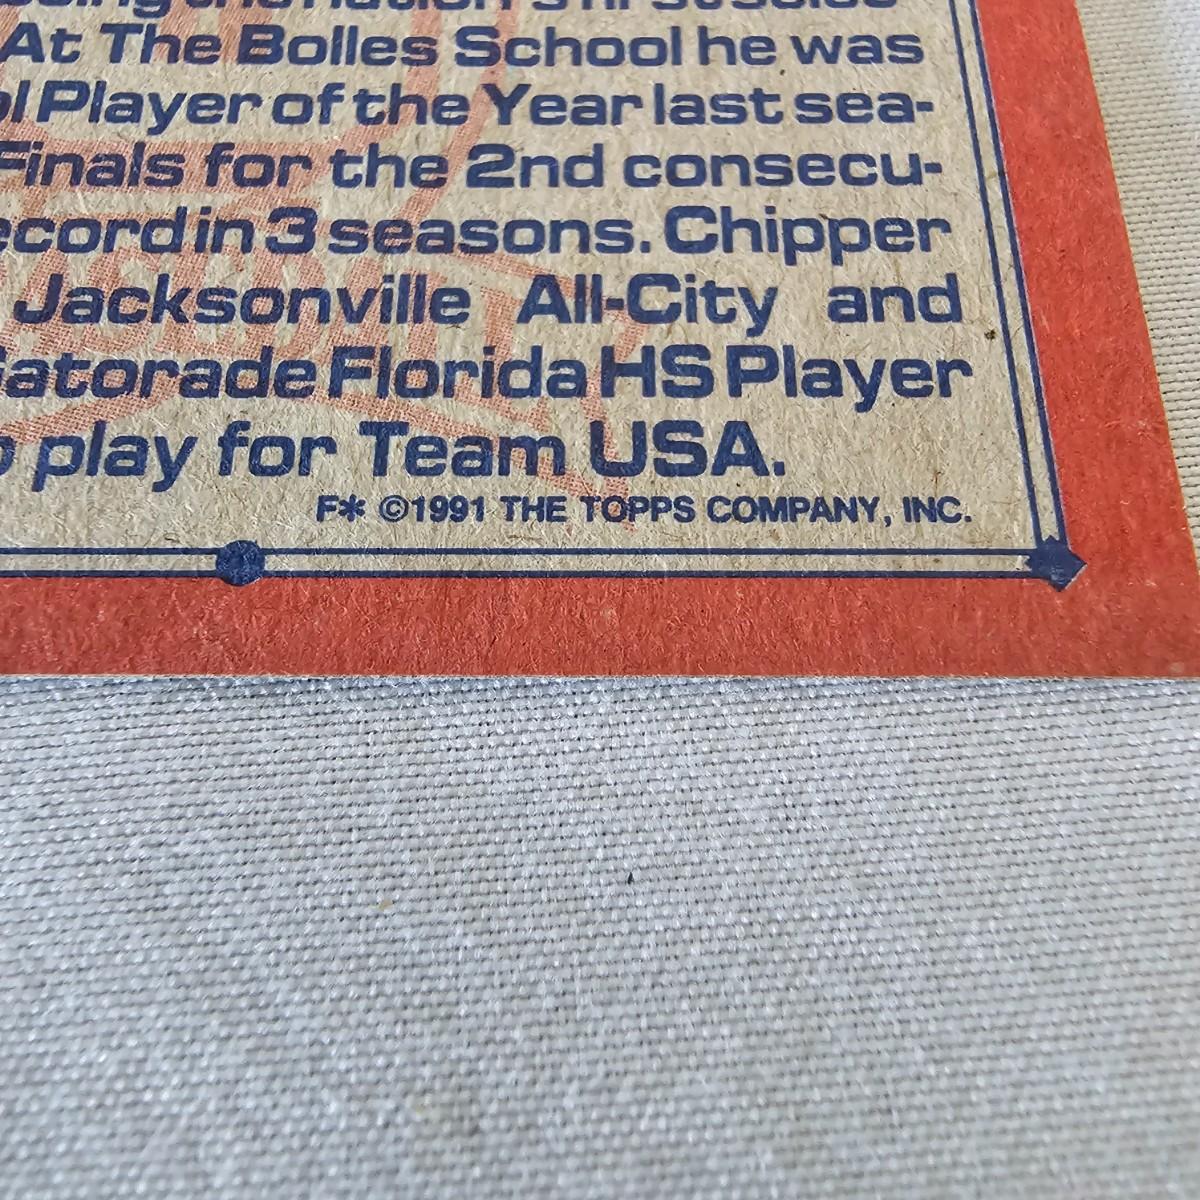 At The Bolles School he was
Player of the Year last sea-
Finals for the 2nd consecu-
in 3 seasons. Chipper
Jacksonville All-City and
Gatorade Florida HS Player
play for Team USA.
F* ©1991 THE TOPPS COMPANY, INC.